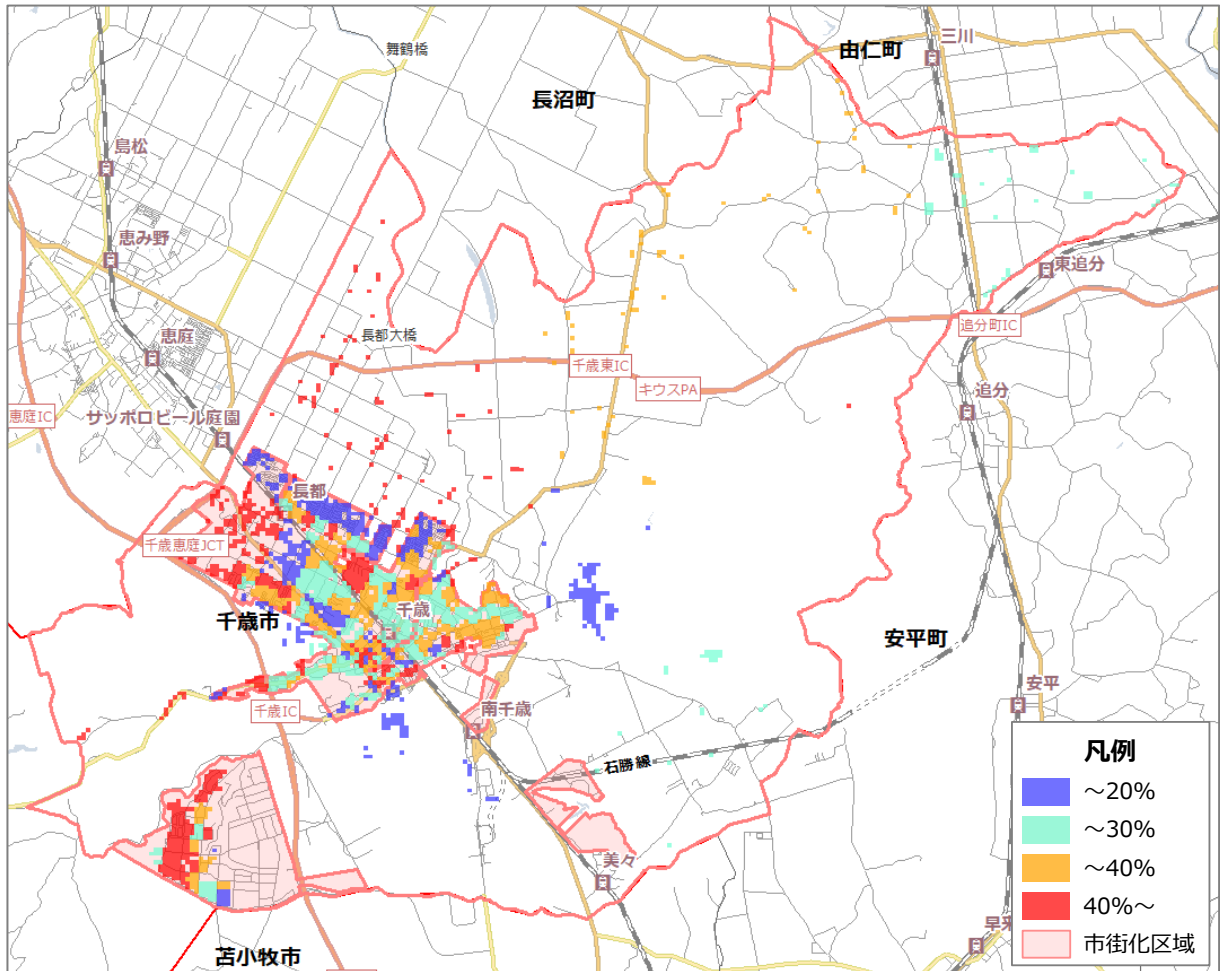 三川
由仁町
舞鶴橋
長沼町
島松
恵み野
東追分
追分町IC
長都大橋
恵庭
千歳東IC
キウスPA
追分
恵庭IC
サッポロビール庭園
長都
千歳恵庭JCT
千歳
千歳市
安平町
安平
千歳IC
南千歳
石勝線
美々
早来
苫小牧市
凡例
～20%
～30%
～40%
40%～
市街化区域